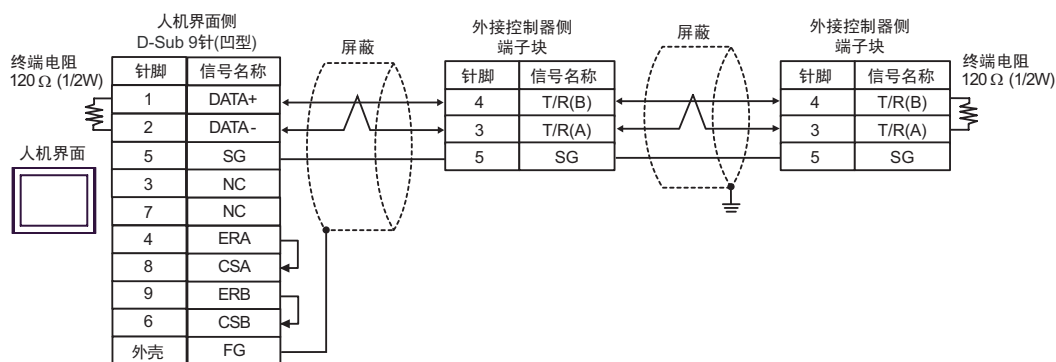 人机界面侧
D-Sub 9针(凹型)
终端电阻
120 Ω (1/2W)
针脚 信号名称
1 DATA+
2 DATA-
5 SG
3 NC
7 NC
4 ERA
8 CSA
9 ERB
6 CSB
外壳 FG
人机界面
屏蔽
外接控制器侧
端子块
针脚 信号名称
4 T/R(B)
3 T/R(A)
5 SG
屏蔽
外接控制器侧
端子块
针脚 信号名称
4 T/R(B)
3 T/R(A)
5 SG
终端电阻
120 Ω (1/2W)